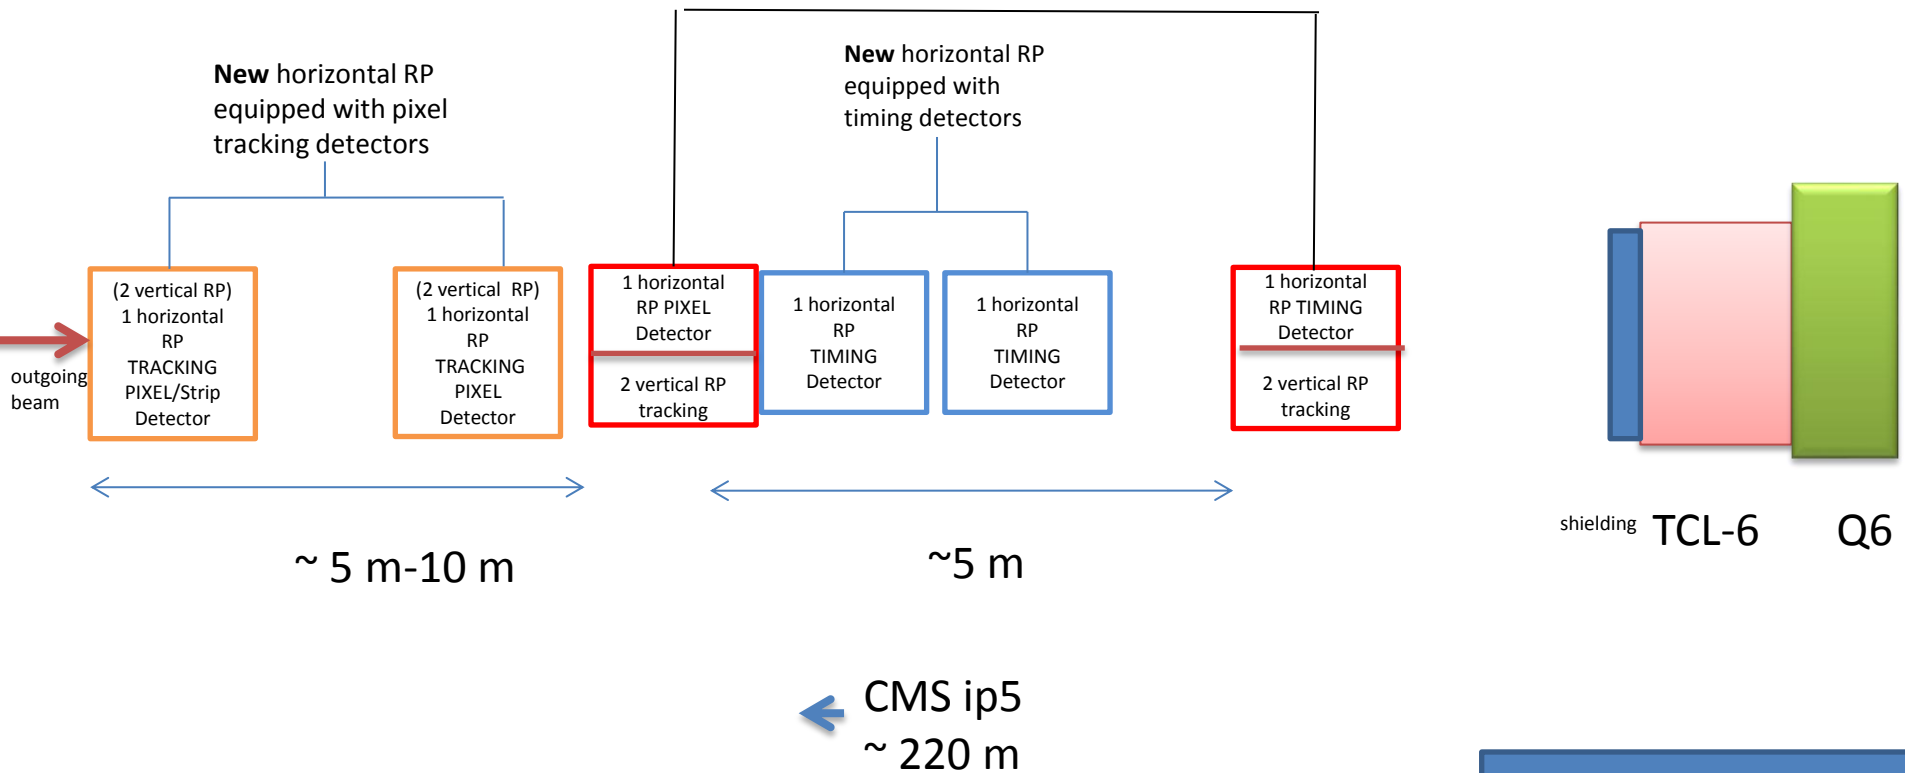 New horizontal RP
equipped with pixel
tracking detectors
New horizontal RP
equipped with
timing detectors
outgoing
beam
(2 vertical RP)
1 horizontal
RP
TRACKING
PIXEL/Strip
Detector
(2 vertical  RP)
1 horizontal
RP
TRACKING
PIXEL
Detector
1 horizontal
RP PIXEL
Detector
2 vertical RP
tracking
1 horizontal
RP
TIMING
Detector
1 horizontal
RP
TIMING
Detector
1 horizontal
RP TIMING
Detector
2 vertical RP
tracking
~ 5 m-10 m
~5 m
shielding
TCL-6
Q6
CMS ip5
~ 220 m